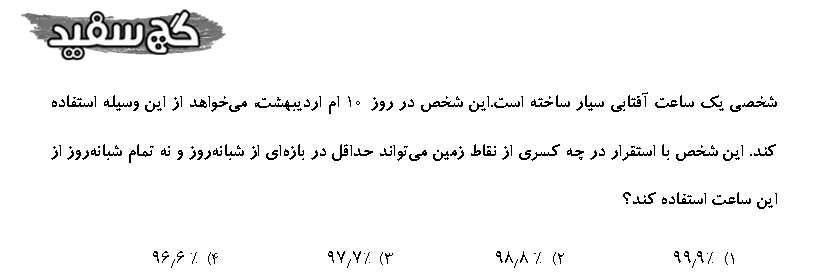 گچ سفید
شخصی یک ساعت آفتابی سیار ساخته است.این شخص در روز ۱۰ ام اردیبهشت، می‌خواهد از این وسیله استفاده
کند. این شخص با استقرار در چه کسری از نقاط زمین می‌تواند حداقل در بازه‌ای از شبانه‌روز و نه تمام شبانه‌روز از
این ساعت استفاده کند؟
۱) ۹۹٫۹٪ ۲) ۹۸٫۸٪ ۳) ۹۷٫۷٪ ۴) ۹۶٫۶٪